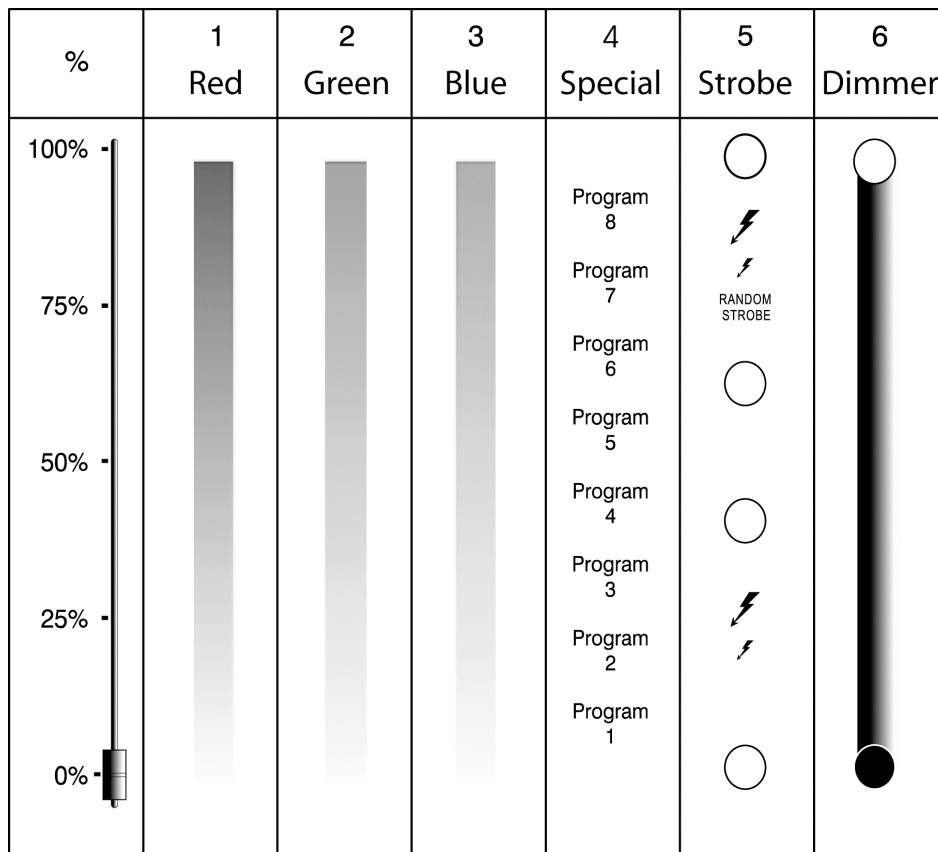 %
1
Red
2
Green
3
Blue
4
Special
5
Strobe
6
Dimmer
100%
75%
50%
25%
0%
Program
8
Program
7
Program
6
Program
5
Program
4
Program
3
Program
2
Program
1
RANDOM
STROBE